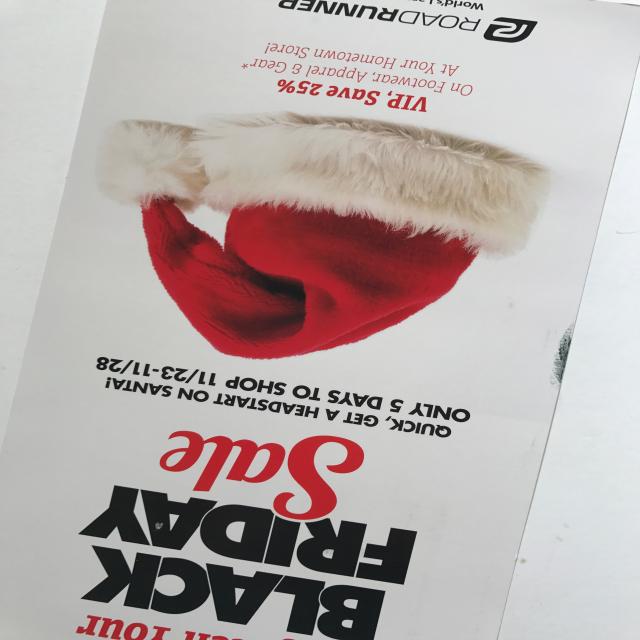 Your
BLACK
FRIDAY
Sale
QUICK, GET A HEADSTART ON SANTA!
ONLY 5 DAYS TO SHOP 11/23-11/28
VIP, Save 25%
On Footwear, Apparel & Gear*
At Your Hometown Store!
ROADRUNNER
World's